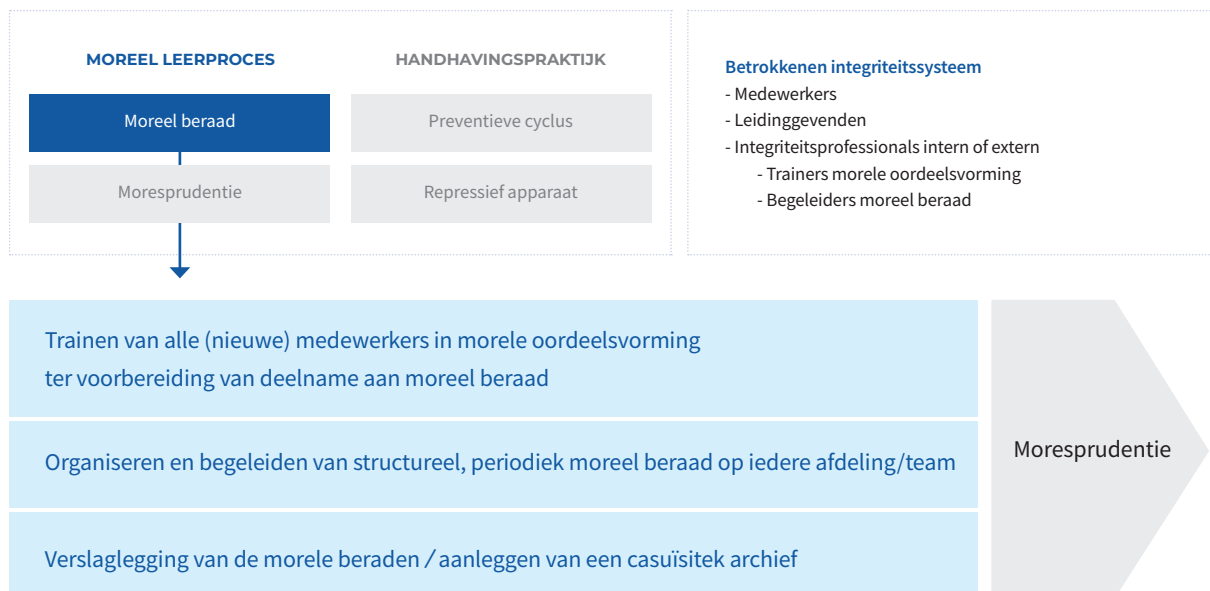 MOREEL LEERPROCES
HANDHAVINGSPRAKTIJK
Moreel beraad
Preventieve cyclus
Moresprudentie
Repressief apparaat
Betrokkenen integriteitssysteem
- Medewerkers
- Leidinggevenden
- Integriteitsprofessionals intern of extern
- Trainers morele oordeelsvorming
- Begeleiders moreel beraad
Trainen van alle (nieuwe) medewerkers in morele oordeelsvorming
ter voorbereiding van deelname aan moreel beraad
Organiseren en begeleiden van structureel, periodiek moreel beraad op iedere afdeling/team
Verslaglegging van de morele beraden / aanleggen van een casuïsitek archief
Moresprudentie